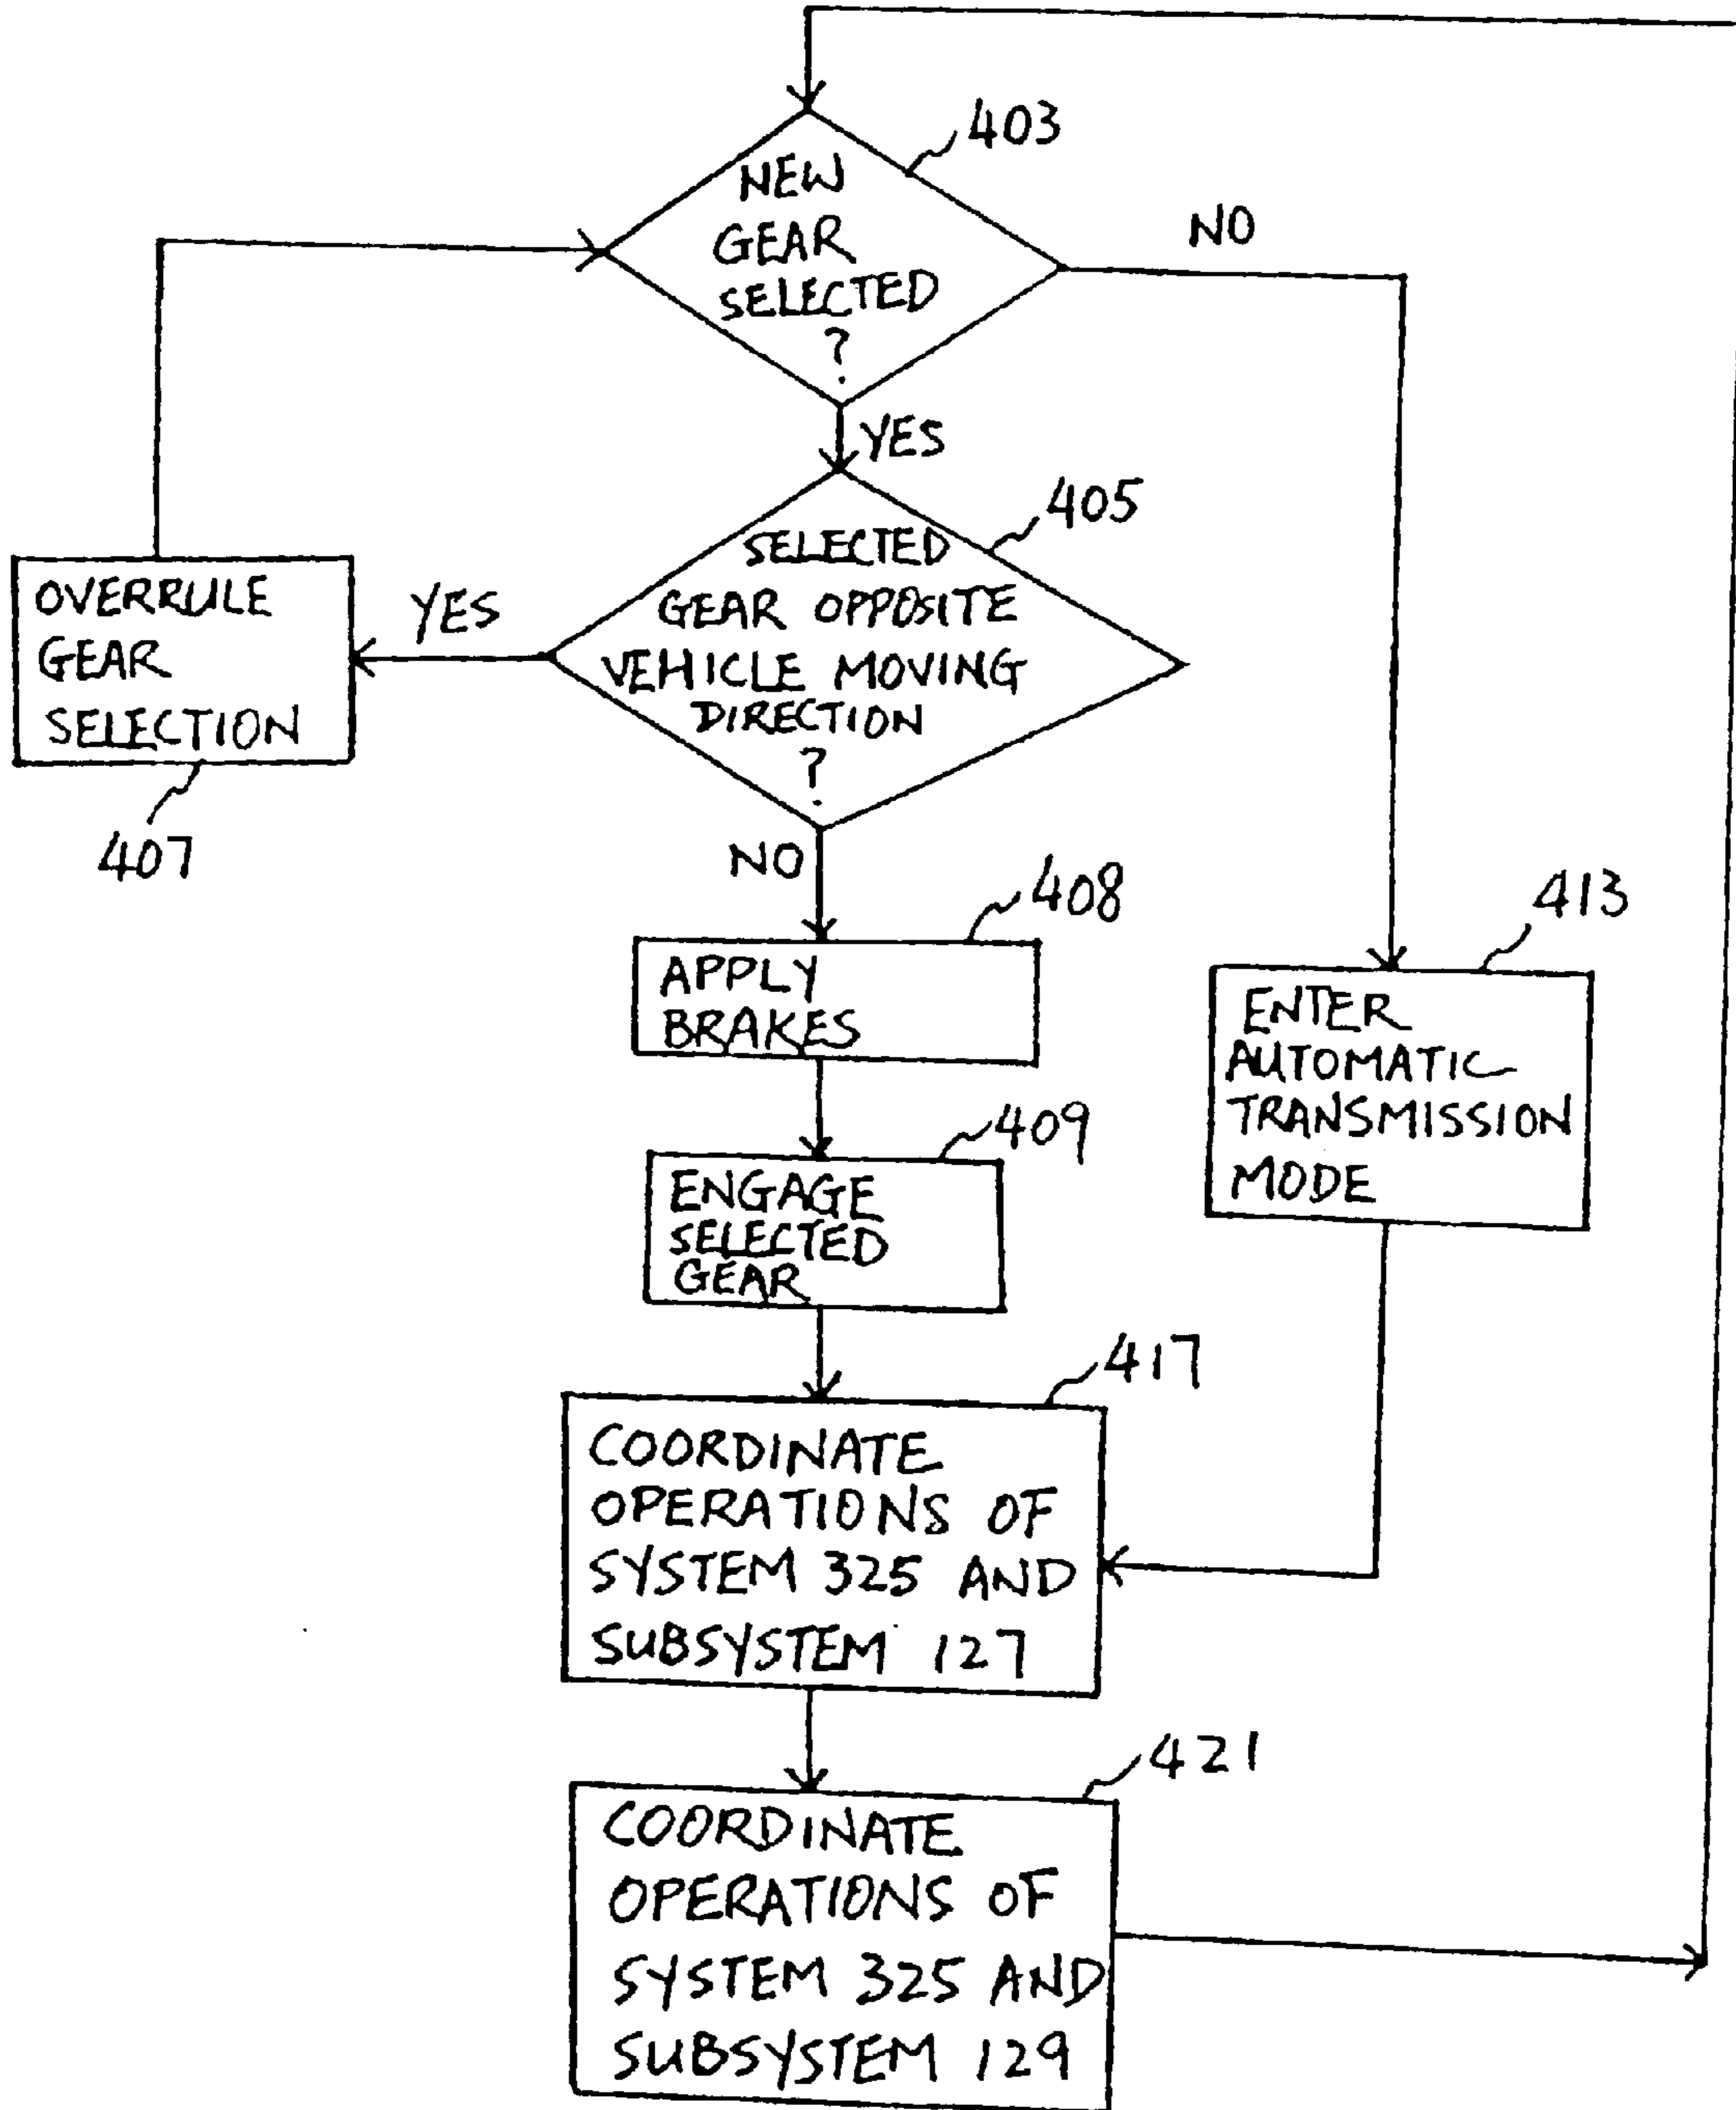 403
NEW
GEAR
SELECTED
?
NO
YES
405
SELECTED
GEAR OPPOSITE
VEHICLE MOVING
DIRECTION
?
YES
OVERRULE
GEAR
SELECTION
407
NO
408
APPLY
BRAKES
413
ENTER
AUTOMATIC
TRANSMISSION
MODE
409
ENGAGE
SELECTED
GEAR
417
COORDINATE
OPERATIONS OF
SYSTEM 325 AND
SUBSYSTEM 127
421
COORDINATE
OPERATIONS OF
SYSTEM 325 AND
SUBSYSTEM 129